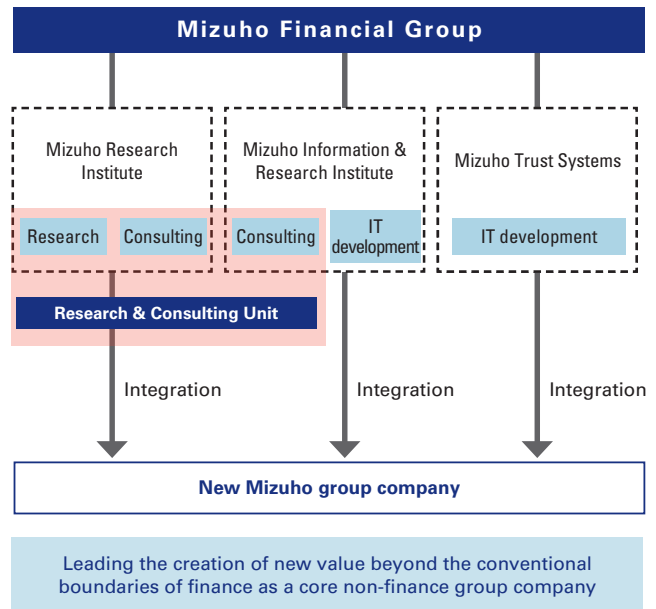 Mizuho Financial Group
Mizuho Research
Institute
Mizuho Information &
Research Institute
Mizuho Trust Systems
Research
Consulting
Consulting
IT
development
IT development
Research & Consulting Unit
Integration
Integration
Integration
New Mizuho group company
Leading the creation of new value beyond the conventional
boundaries of finance as a core non-finance group company